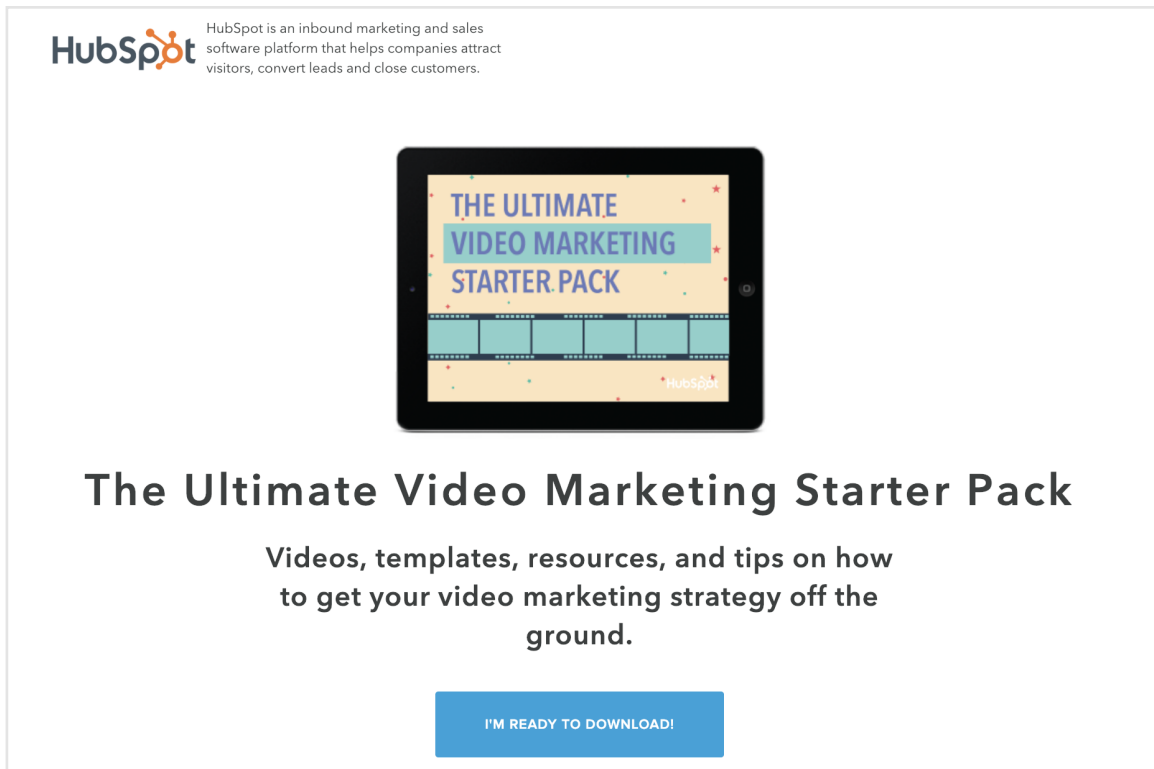 HubSpot
HubSpot is an inbound marketing and sales
software platform that helps companies attract
visitors, convert leads and close customers.
THE ULTIMATE
VIDEO MARKETING
STARTER PACK
HubSpot
The Ultimate Video Marketing Starter Pack
Videos, templates, resources, and tips on how
to get your video marketing strategy off the
ground.
I'M READY TO DOWNLOAD!